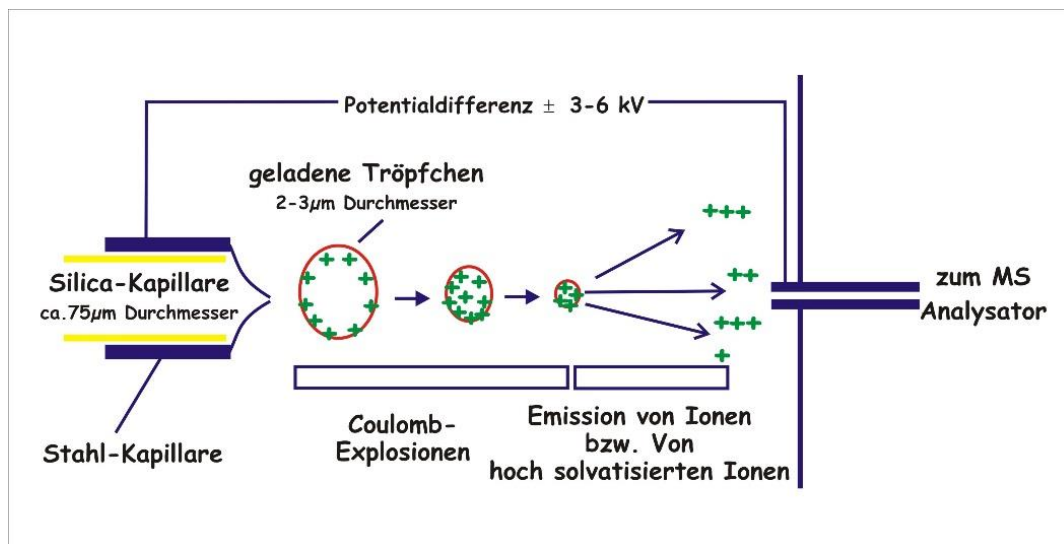 Potentialdifferenz ± 3-6 kV
geladene Tröpfchen
2-3µm Durchmesser
Silica-Kapillare
ca.75µm Durchmesser
zum MS
Analysator
Stahl-Kapillare
Coulomb-
Explosionen
Emission von Ionen
bzw. Von
hoch solvatisierten Ionen